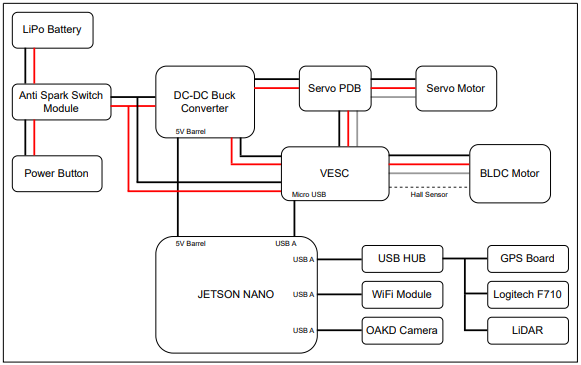 LiPo Battery
Anti Spark Switch
Module
Power Button
DC-DC Buck
Converter
5V Barrel
Servo PDB
Servo Motor
VESC
Micro USB
BLDC Motor
Hall Sensor
5V Barrel
USB A
JETSON NANO
USB A
USB A
USB A
USB HUB
WiFi Module
OAKD Camera
GPS Board
Logitech F710
LiDAR